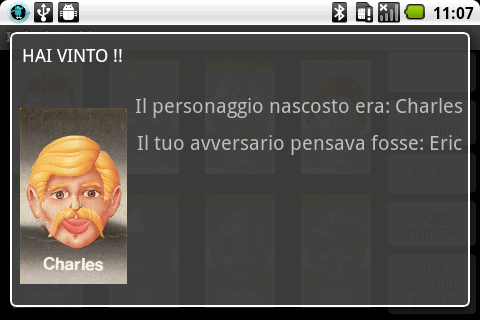 11:07
HAI VINTO !!
Il personaggio nascosto era: Charles
Il tuo avversario pensava fosse: Eric
Charles